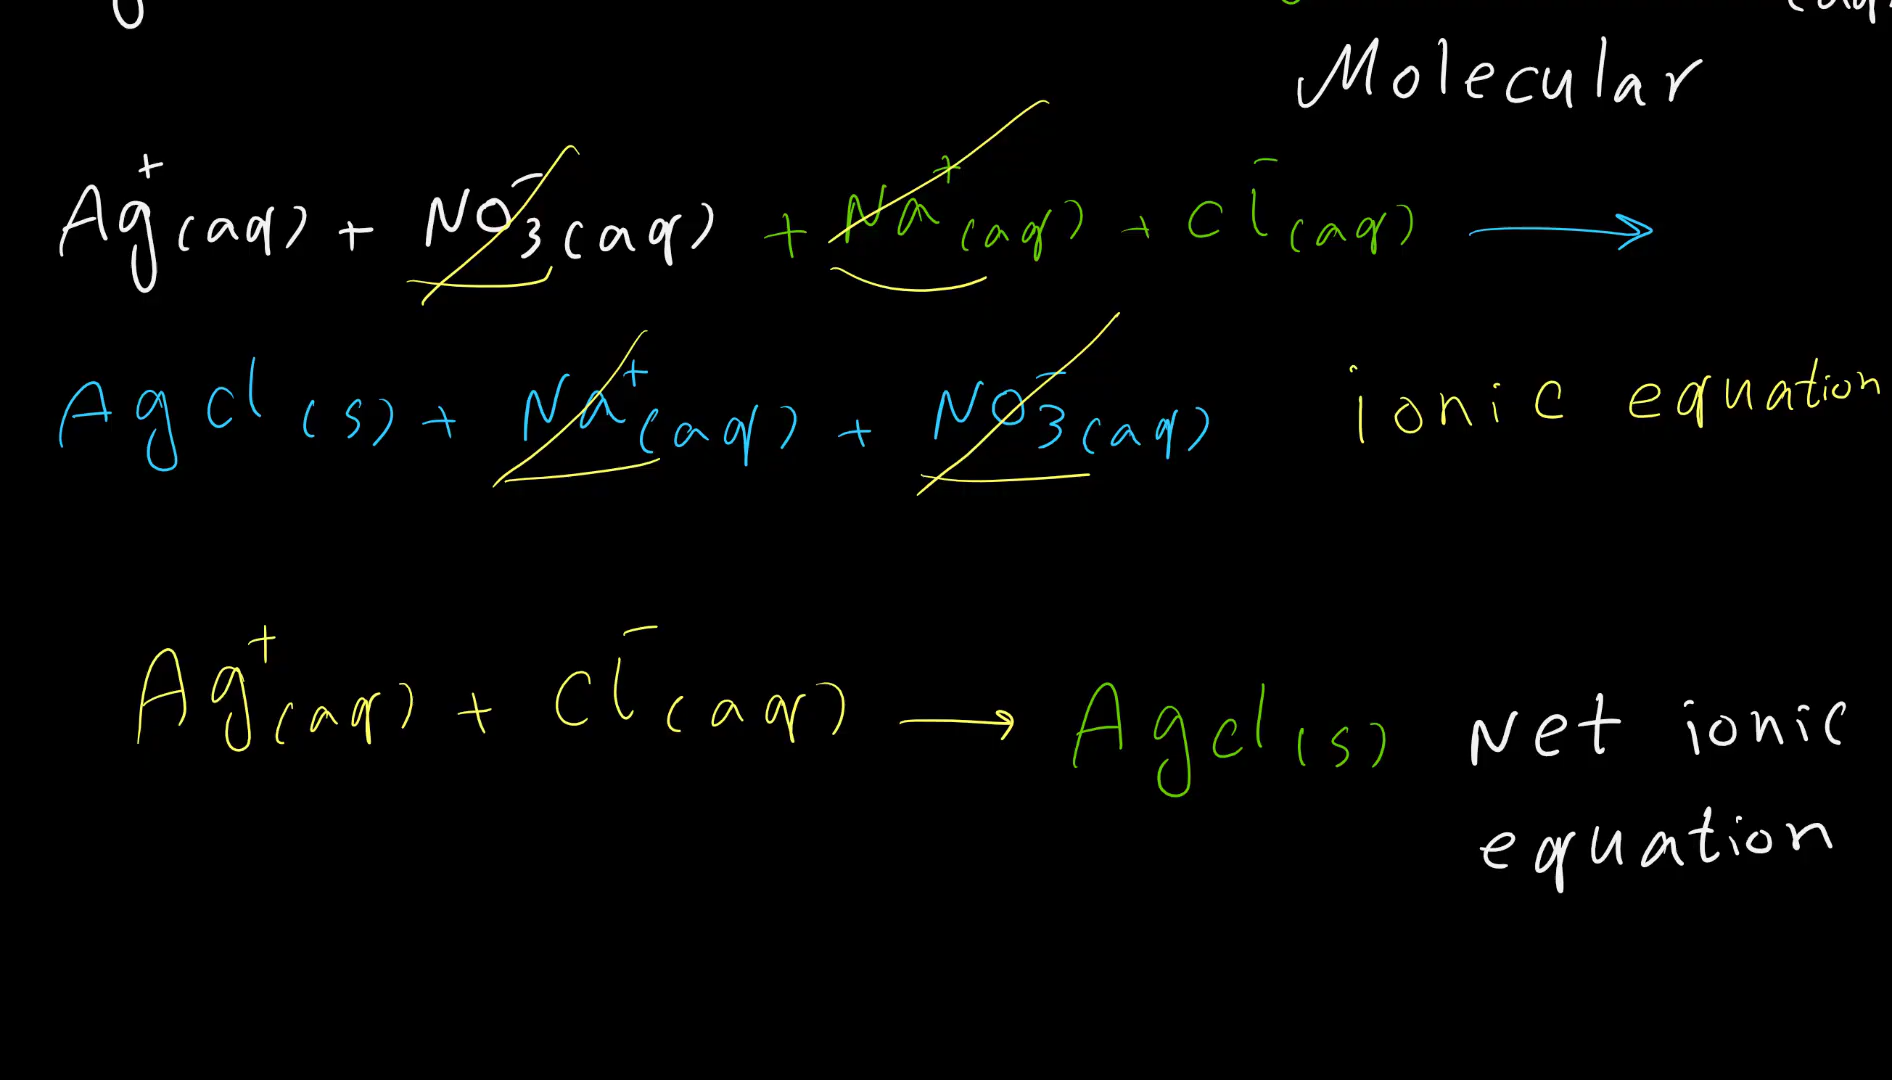 (aq)
Molecular
Ag⁺(aq) + NO₃⁻(aq) + Na⁺(aq) + Cl⁻(aq) ⟶
Agcl(s) + Na⁺(aq) + NO₃⁻(aq) ionic equation
Ag⁺(aq) + Cl⁻(aq) ⟶ Agcl(s) Net ionic
equation